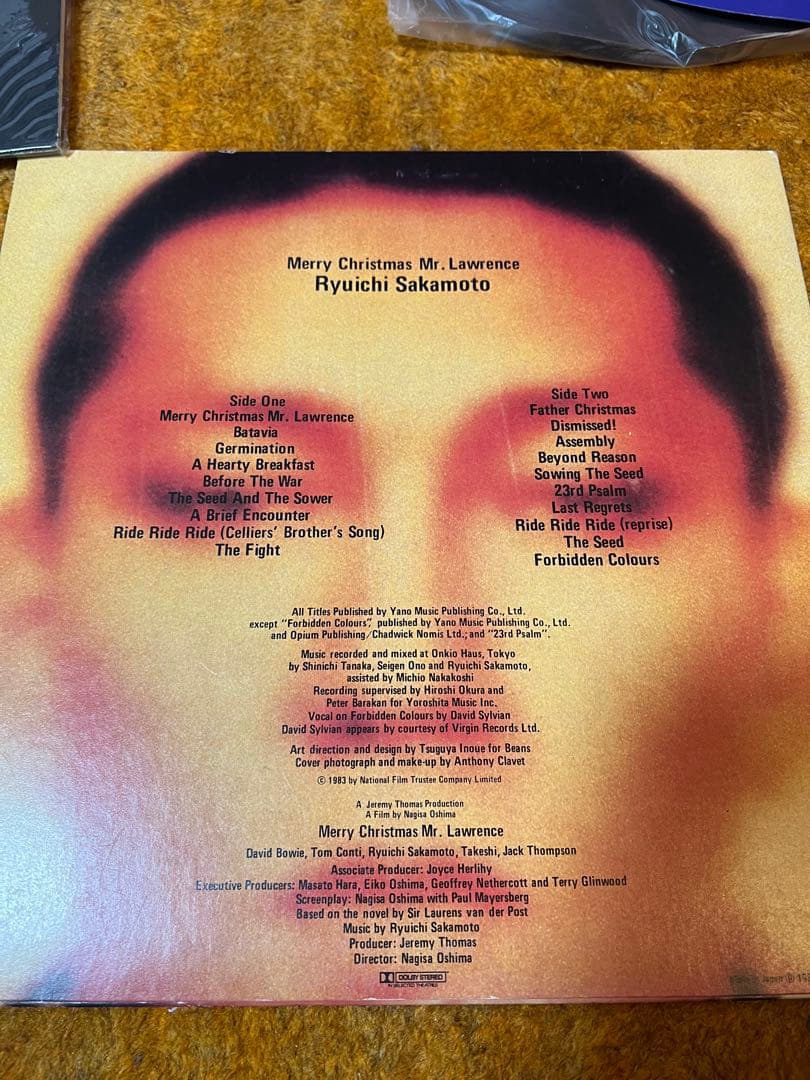 Merry Christmas Mr. Lawrence
Ryuichi Sakamoto
Side One
Merry Christmas Mr. Lawrence
Batavia
Germination
A Hearty Breakfast
Before The War
The Seed And The Sower
A Brief Encounter
Ride Ride Ride (Celliers' Brother's Song)
The Fight
Side Two
Father Christmas
Dismissed!
Assembly
Beyond Reason
Sowing The Seed
23rd Psalm
Last Regrets
Ride Ride Ride (reprise)
The Seed
Forbidden Colours
All Titles Published by Yano Music Publishing Co., Ltd.
except "Forbidden Colours", published by Yano Music Publishing Co., Ltd.
and Opium Publishing/Chadwick Nomis Ltd.; and "23rd Psalm".
Music recorded and mixed at Onkio Haus, Tokyo
by Shinichi Tanaka, Seigen Ono and Ryuichi Sakamoto,
assisted by Michio Nakakoshi
Recording supervised by Hiroshi Okura and
Peter Barakan for Yoroshita Music Inc.
Vocal on Forbidden Colours by David Sylvian
David Sylvian appears by courtesy of Virgin Records Ltd.
Art direction and design by Tsuguya Inoue for Beans
Cover photograph and make-up by Anthony Clavet
© 1983 by National Film Trustee Company Limited
A Jeremy Thomas Production
A Film by Nagisa Oshima
Merry Christmas Mr. Lawrence
David Bowie, Tom Conti, Ryuichi Sakamoto, Takeshi, Jack Thompson
Associate Producer: Joyce Herlihy
Executive Producers: Masato Hara, Eiko Oshima, Geoffrey Nethercott and Terry Glinwood
Screenplay: Nagisa Oshima with Paul Mayersberg
Based on the novel by Sir Laurens van der Post
Music by Ryuichi Sakamoto
Producer: Jeremy Thomas
Director: Nagisa Oshima
DOLBY STEREO
IN SELECTED THEATRES
Japan ℗